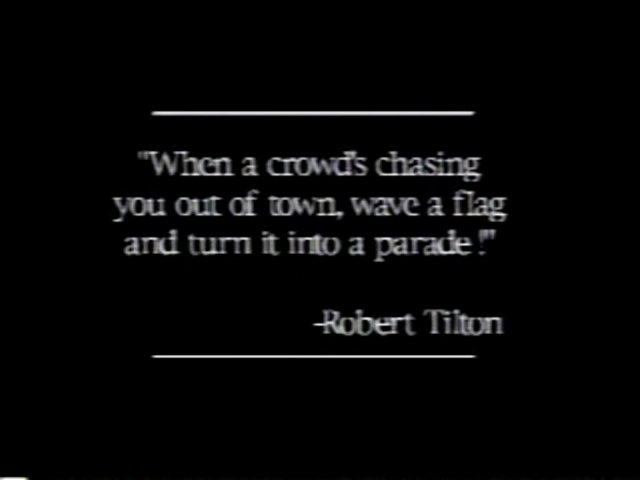 "When a crowd's chasing
you out of town, wave a flag
and turn it into a parade!"
-Robert Tilton